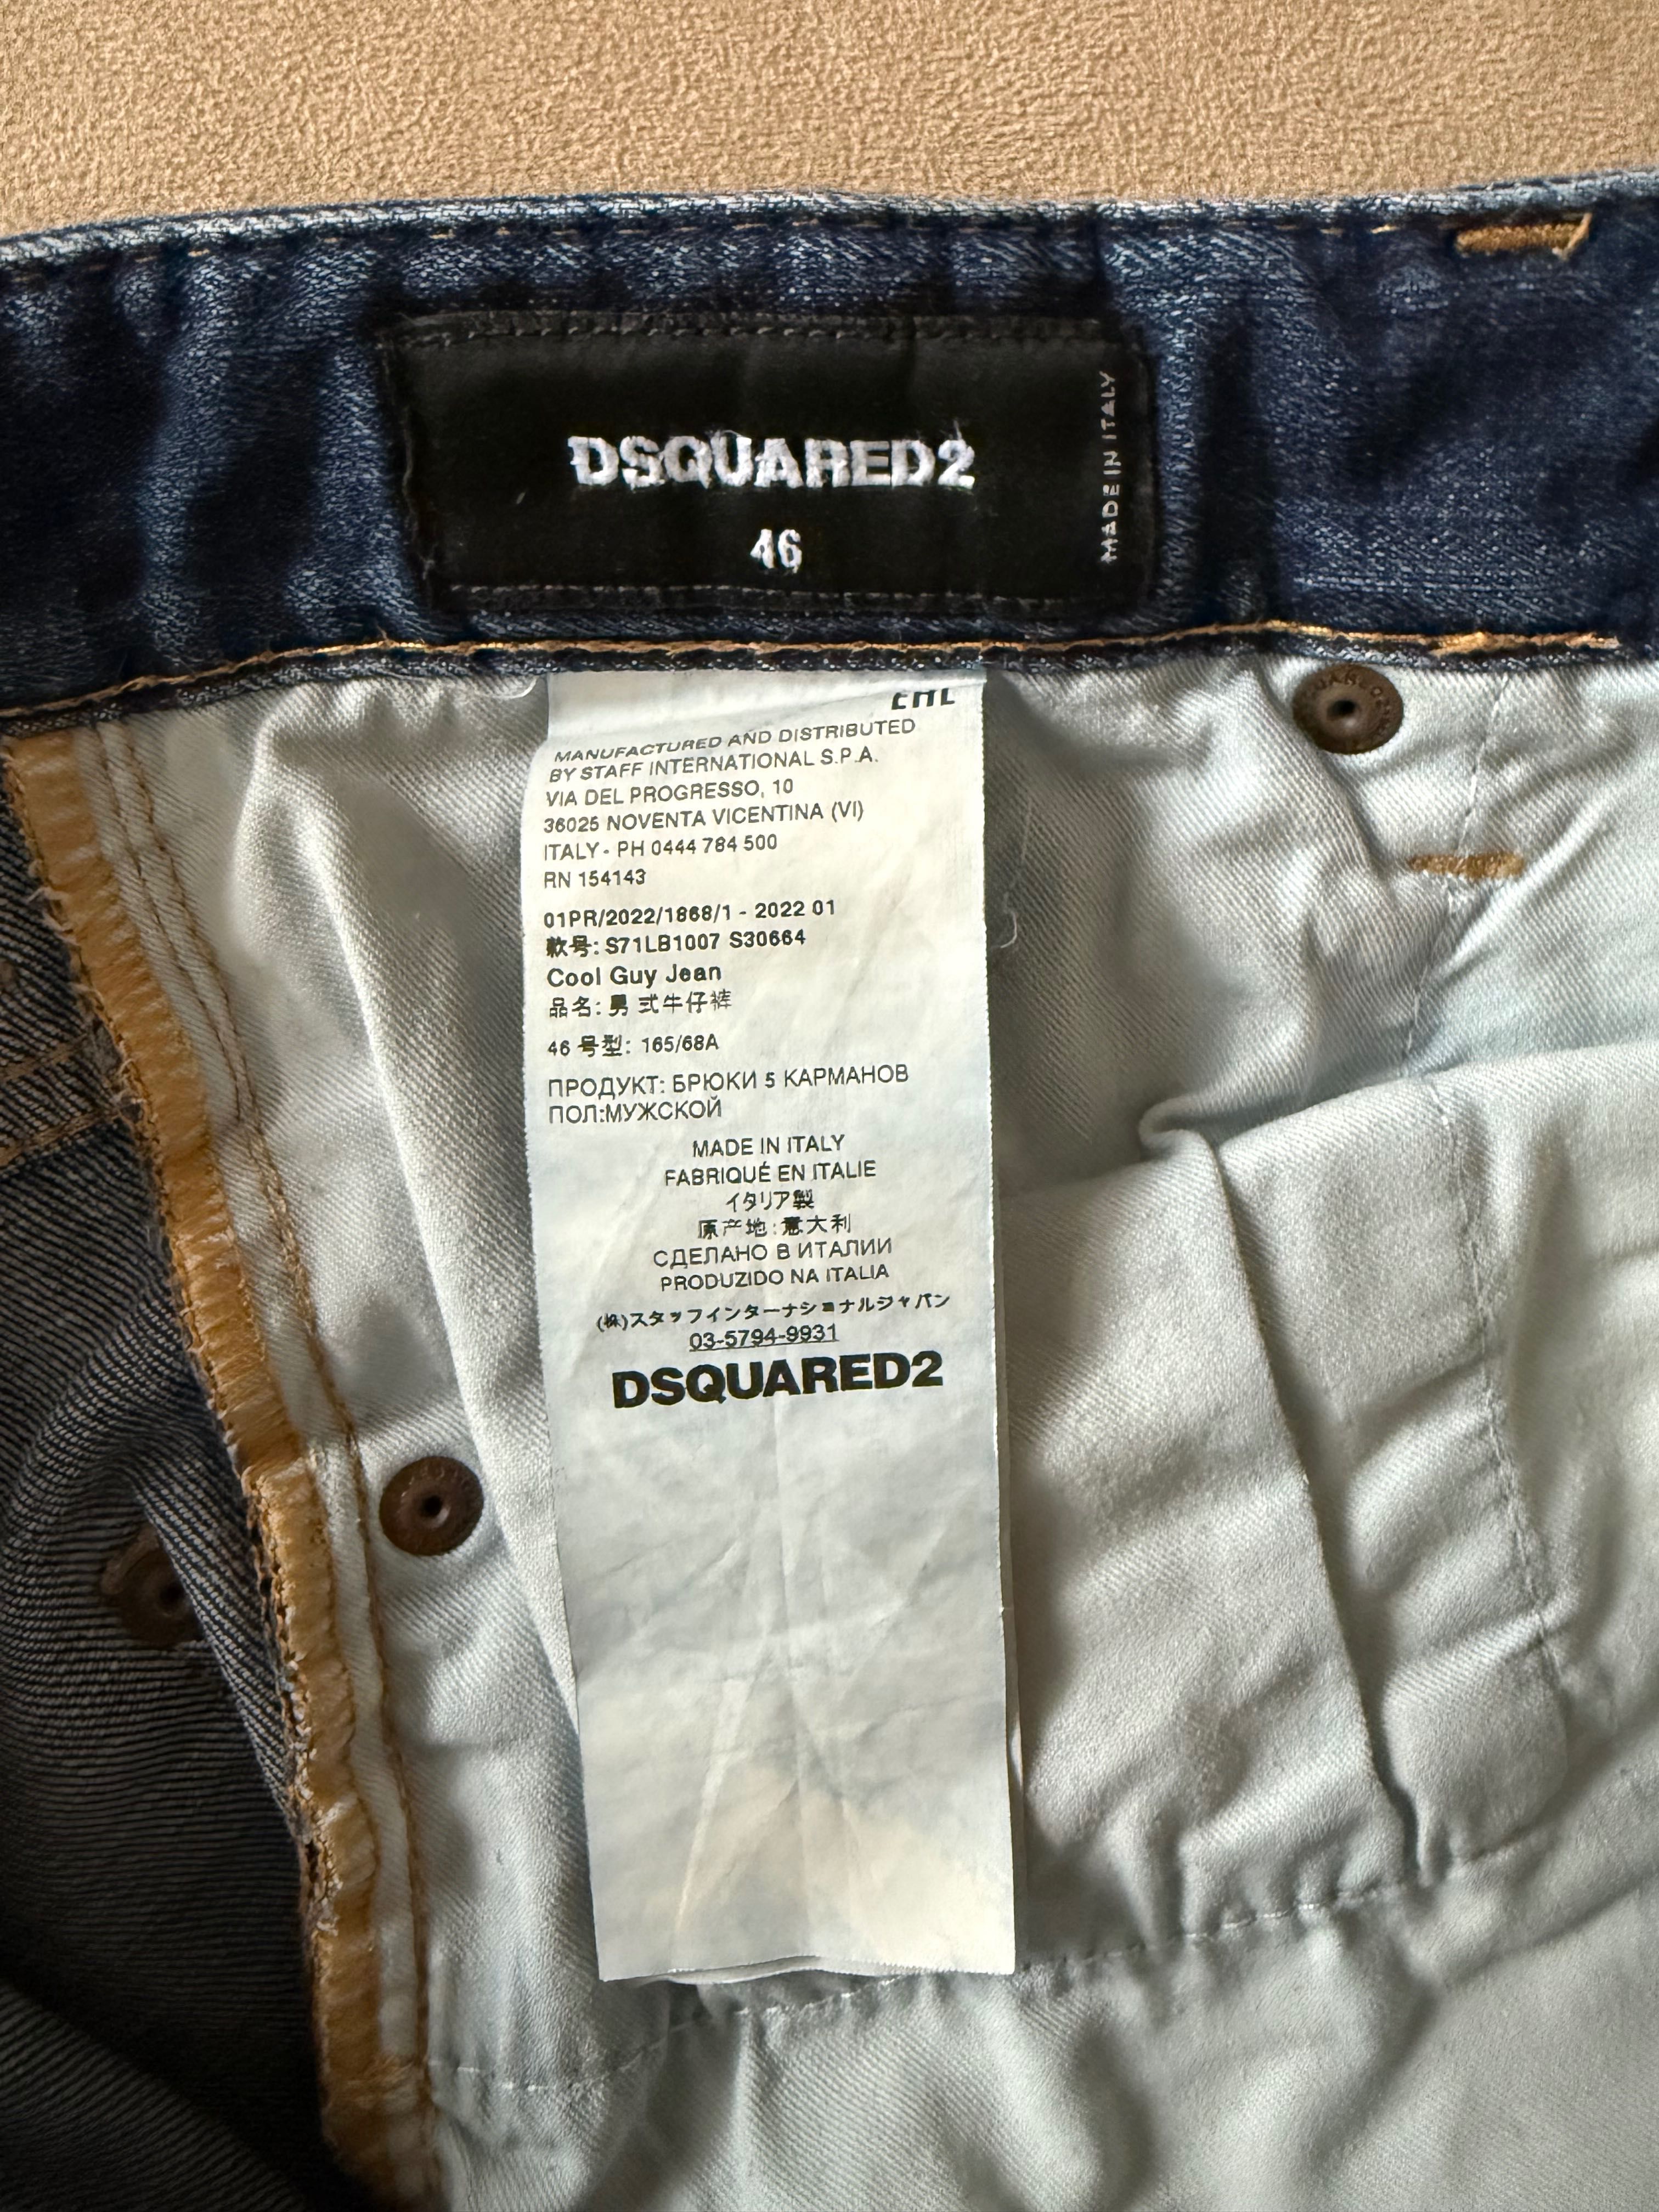 DSQUARED2
46
MADE IN ITALY
EAC
MANUFACTURED AND DISTRIBUTED
BY STAFF INTERNATIONAL S.P.A.
VIA DEL PROGRESSO, 10
36025 NOVENTA VICENTINA (VI)
ITALY - PH 0444 784 500
RN 154143
01PR/2022/1868/1 - 2022 01
款号: S71LB1007 S30664
Cool Guy Jean
品名: 男式牛仔裤
46 号型: 165/68A
ПРОДУКТ: БРЮКИ 5 КАРМАНОВ
ПОЛ:МУЖСКОЙ
MADE IN ITALY
FABRIQUÉ EN ITALIE
イタリア製
原产地:意大利
СДЕЛАНО В ИТАЛИИ
PRODUZIDO NA ITALIA
(株)スタッフインターナショナルジャパン
03-5794-9931
DSQUARED2